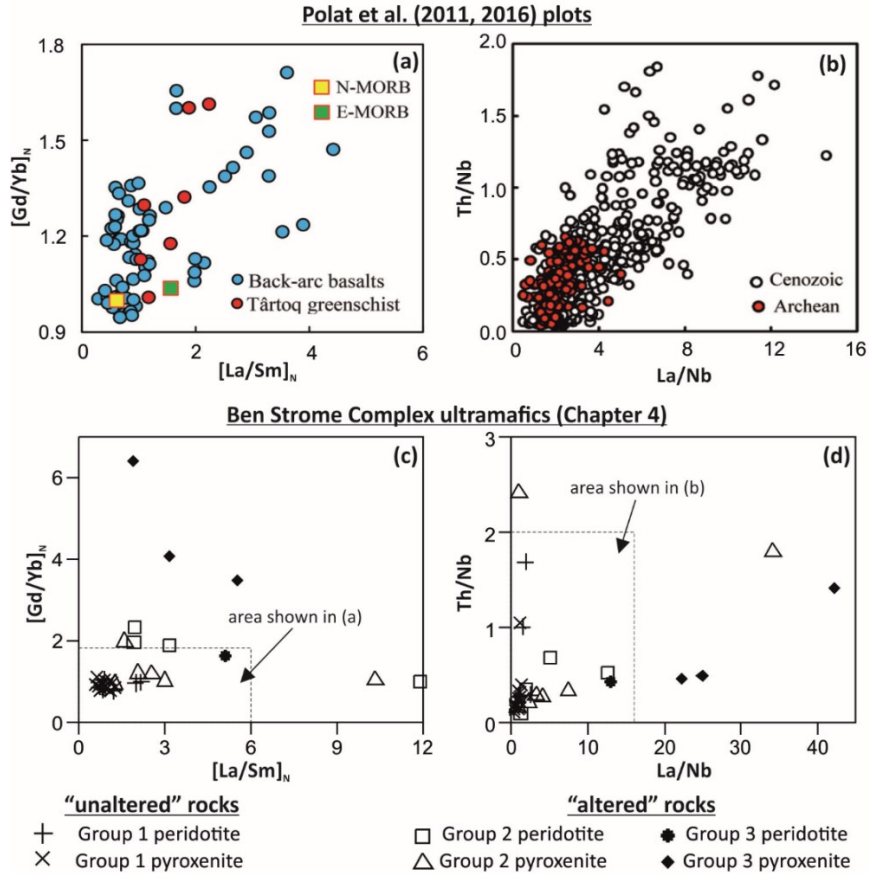 Polat et al. (2011, 2016) plots
(a)
[Gd/Yb]N
1.8
1.5
1.2
0.9
0
2
4
6
[La/Sm]N
N-MORB
E-MORB
Back-arc basalts
Târtoq greenschist
(b)
Th/Nb
2.0
1.5
1.0
0.5
0.0
0
4
8
12
16
La/Nb
Cenozoic
Archean
Ben Strome Complex ultramafics (Chapter 4)
(c)
[Gd/Yb]N
6
4
2
0
0
3
6
9
12
[La/Sm]N
area shown in (a)
(d)
Th/Nb
3
2
1
0
0
10
20
30
40
La/Nb
area shown in (b)
"unaltered" rocks
Group 1 peridotite
Group 1 pyroxenite
"altered" rocks
Group 2 peridotite
Group 3 peridotite
Group 2 pyroxenite
Group 3 pyroxenite